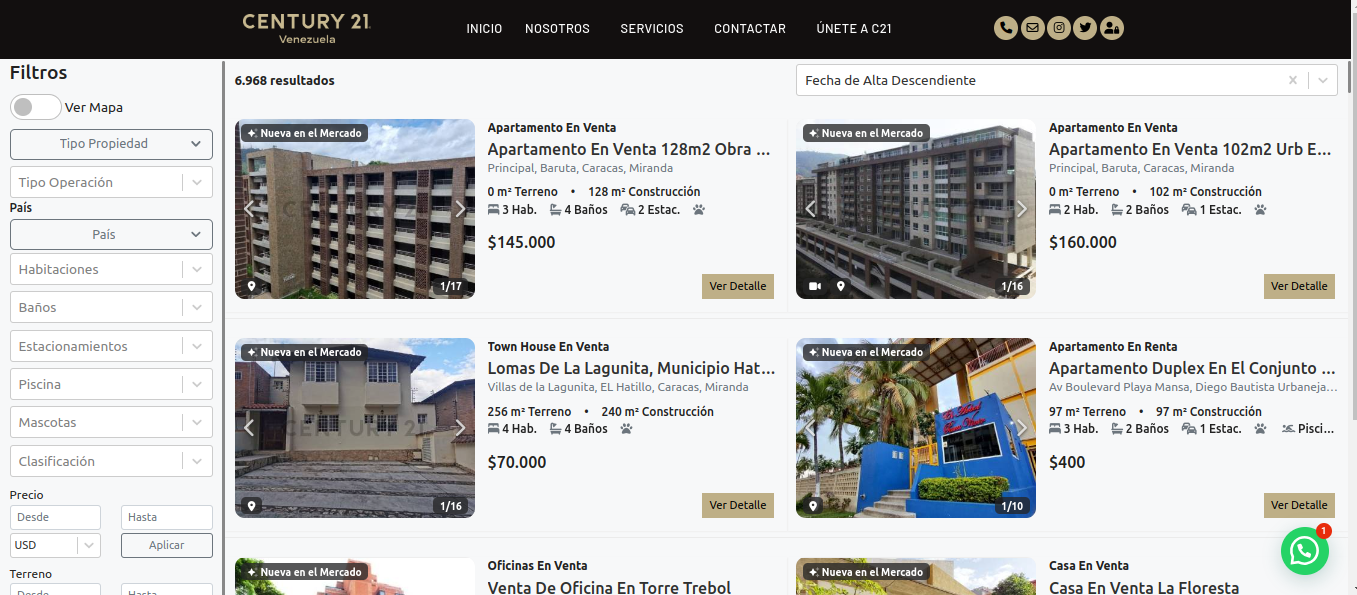 CENTURY 21.
Venezuela
INICIO
NOSOTROS
SERVICIOS
CONTACTAR
ÚNETE A C21
Filtros
Ver Mapa
Tipo Propiedad
Tipo Operación
País
País
Habitaciones
Baños
Estacionamientos
Piscina
Mascotas
Clasificación
Precio
Desde
Hasta
USD
Aplicar
Terreno
Desde
Hasta
6.968 resultados
Fecha de Alta Descendiente
Nueva en el Mercado
CENTURY 2
1/17
Apartamento En Venta
Apartamento En Venta 128m2 Obra ...
Principal, Baruta, Caracas, Miranda
0 m² Terreno • 128 m² Construcción
3 Hab. 4 Baños 2 Estac.
$145.000
Ver Detalle
Nueva en el Mercado
1/16
Apartamento En Venta
Apartamento En Venta 102m2 Urb E...
Principal, Baruta, Caracas, Miranda
0 m² Terreno • 102 m² Construcción
2 Hab. 2 Baños 1 Estac.
$160.000
Ver Detalle
Nueva en el Mercado
CENTURY 21
1/16
Town House En Venta
Lomas De La Lagunita, Municipio Hat...
Villas de la Lagunita, EL Hatillo, Caracas, Miranda
256 m² Terreno • 240 m² Construcción
4 Hab. 4 Baños
$70.000
Ver Detalle
Nueva en el Mercado
1/10
Apartamento En Renta
Apartamento Duplex En El Conjunto ...
Av Boulevard Playa Mansa, Diego Bautista Urbaneja...
97 m² Terreno • 97 m² Construcción
3 Hab. 2 Baños 1 Estac. Pisci...
$400
Ver Detalle
Nueva en el Mercado
Oficinas En Venta
Venta De Oficina En Torre Trebol
Nueva en el Mercado
Casa En Venta
Casa En Venta La Floresta
1